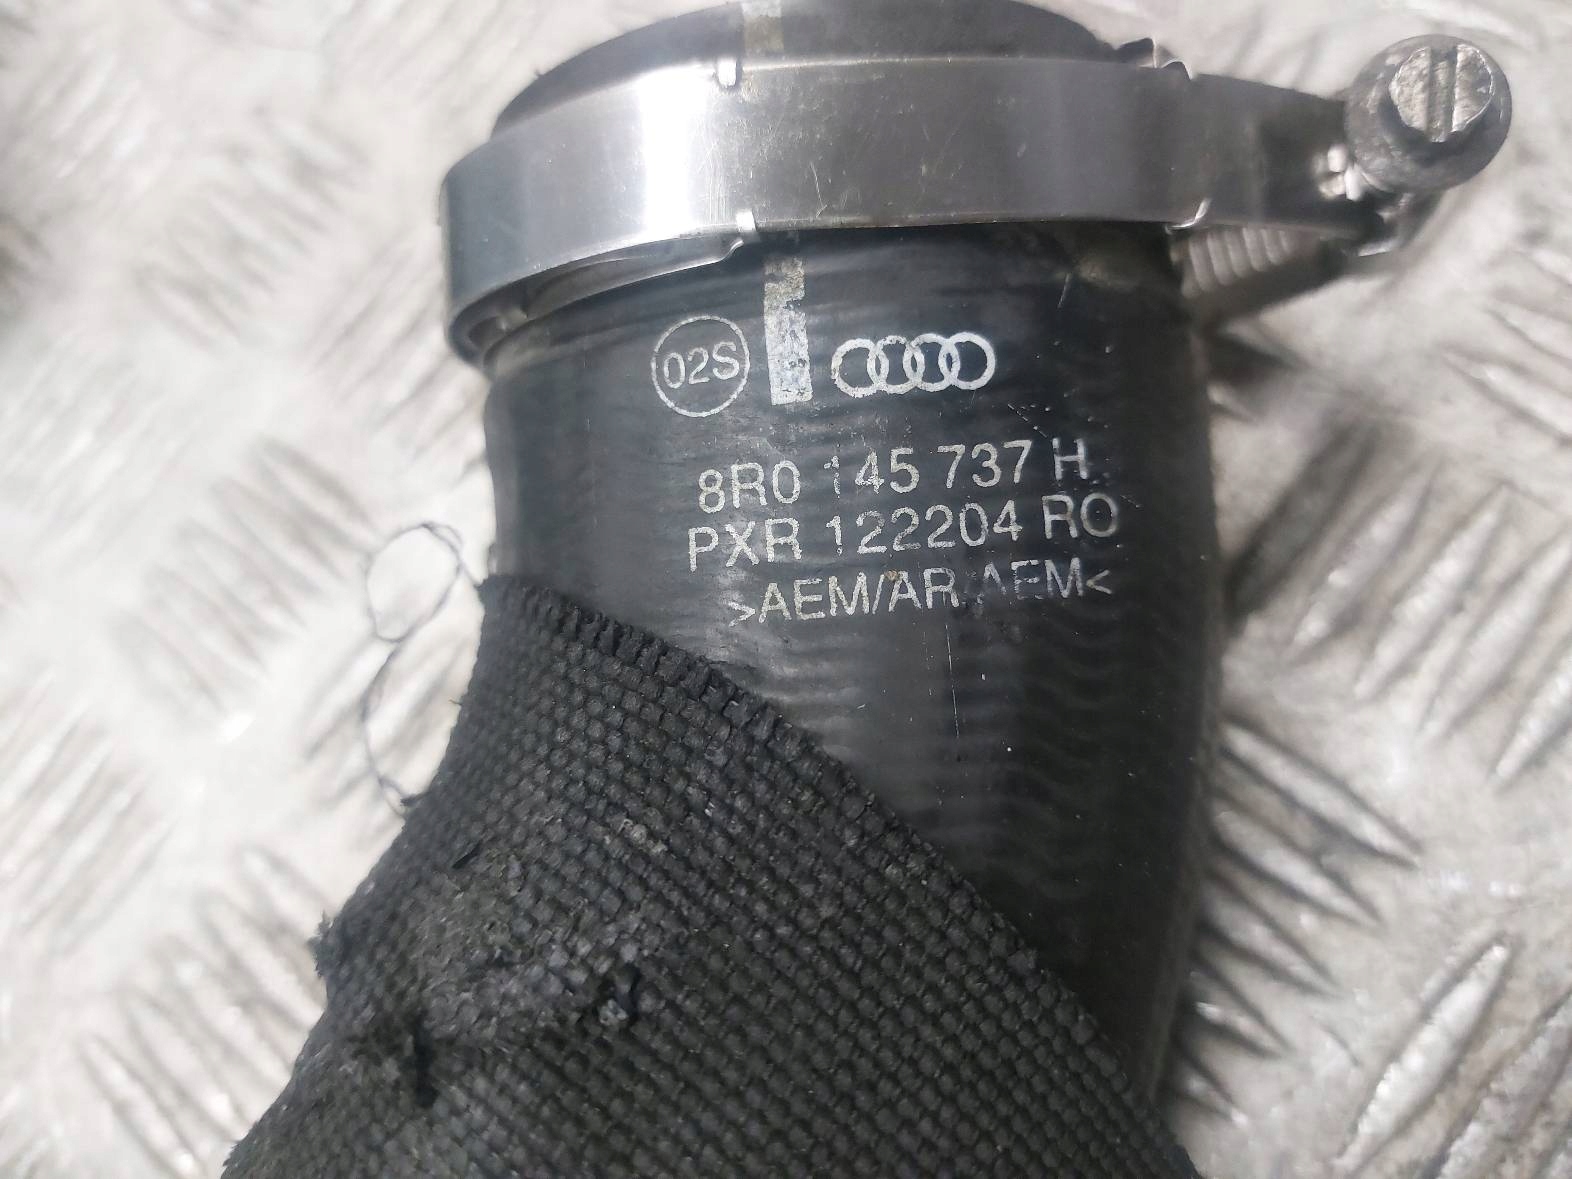 02S
8R0 145 737 H
PXR 122204 RO
>AEM/AR/AEM<